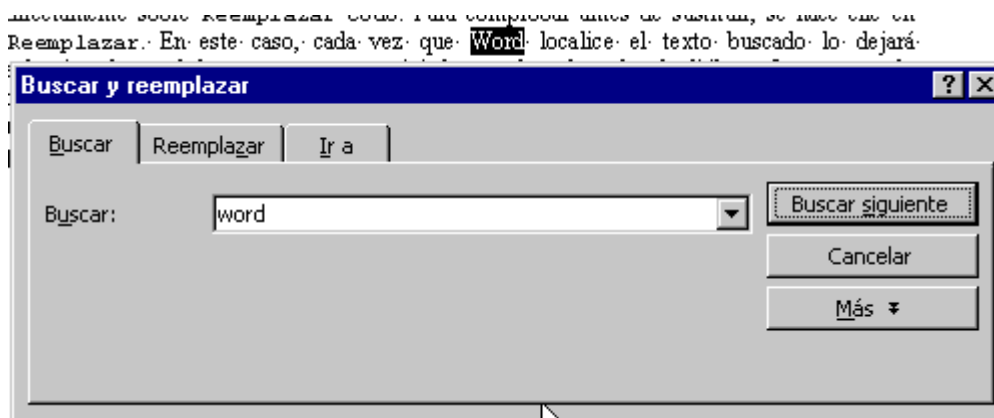 Reemplazar. En este caso, cada vez que Word localice el texto buscado lo dejará
Buscar y reemplazar
Buscar Reemplazar Ir a
Buscar: word Buscar siguiente
Cancelar
Más